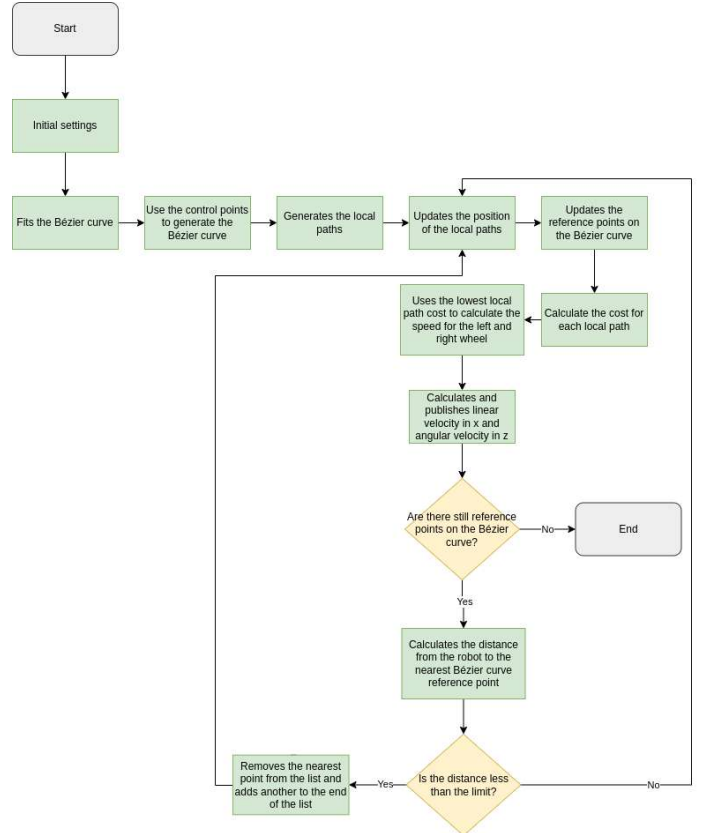 Start
Initial settings
Fits the Bézier curve
Use the control points
to generate the
Bézier curve
Generates the local
paths
Updates the position
of the local paths
Updates the
reference points on
the Bézier curve
Calculate the cost for
each local path
Uses the lowest local
path cost to calculate the
speed for the left and
right wheel
Calculates and
publishes linear
velocity in x and
angular velocity in z
Are there still reference
points on the Bézier
curve?
No
End
Yes
Calculates the distance
from the robot to the
nearest Bézier curve
reference point
Is the distance less
than the limit?
No
Yes
Removes the nearest
point from the list and
adds another to the end
of the list